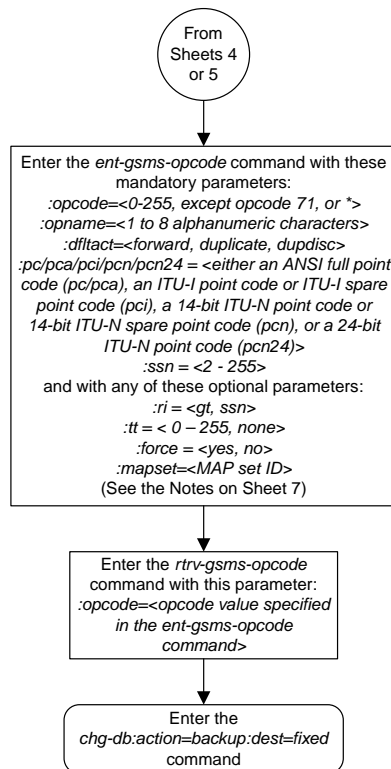 From
Sheets 4
or 5
Enter the ent-gsms-opcode command with these
mandatory parameters:
:opcode=<0-255, except opcode 71, or *>
:opname=<1 to 8 alphanumeric characters>
:dfltact=<forward, duplicate, dupdisc>
:pc/pca/pci/pcn/pcn24 = <either an ANSI full point
code (pc/pca), an ITU-I point code or ITU-I spare
point code (pci), a 14-bit ITU-N point code or
14-bit ITU-N spare point code (pcn), or a 24-bit
ITU-N point code (pcn24)>
:ssn = <2 - 255>
and with any of these optional parameters:
:ri = <gt, ssn>
:tt = < 0 – 255, none>
:force = <yes, no>
:mapset=<MAP set ID>
(See the Notes on Sheet 7)
Enter the rtrv-gsms-opcode
command with this parameter:
:opcode=<opcode value specified
in the ent-gsms-opcode
command>
Enter the
chg-db:action=backup:dest=fixed
command